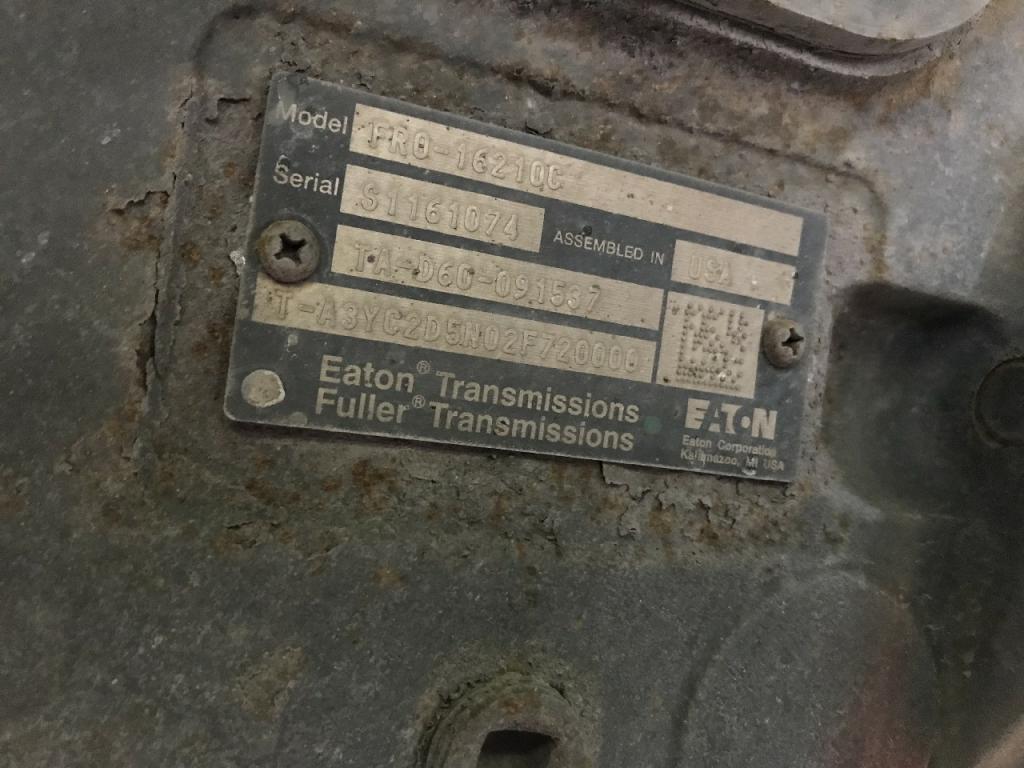 Model FRO-16210C
Serial S1161074 ASSEMBLED IN USA
TA-D60-091537
T-A3YC2D5N02F720000
Eaton® Transmissions
Fuller® Transmissions
EATON
Eaton Corporation
Kalamazoo, MI USA